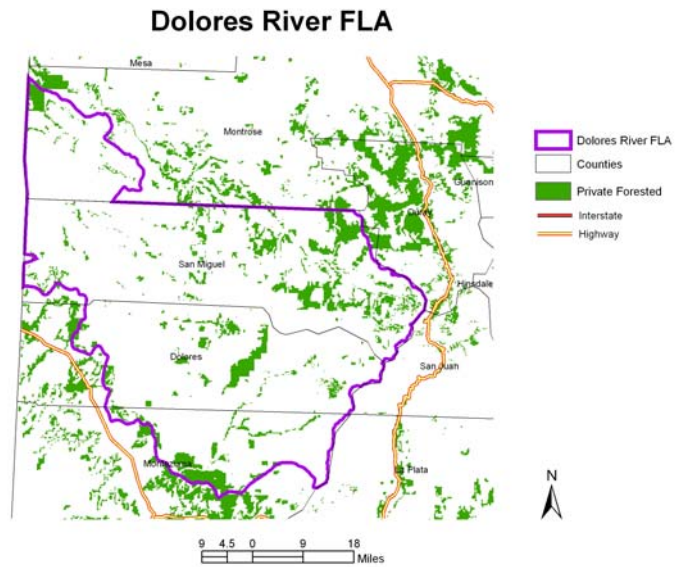 Dolores River FLA
Mesa
Montrose
Gunnison
Ouray
San Miguel
Hinsdale
Dolores
San Juan
Montezuma
La Plata
Dolores River FLA
Counties
Private Forested
Interstate
Highway
N
9 4.5 0 9 18
Miles